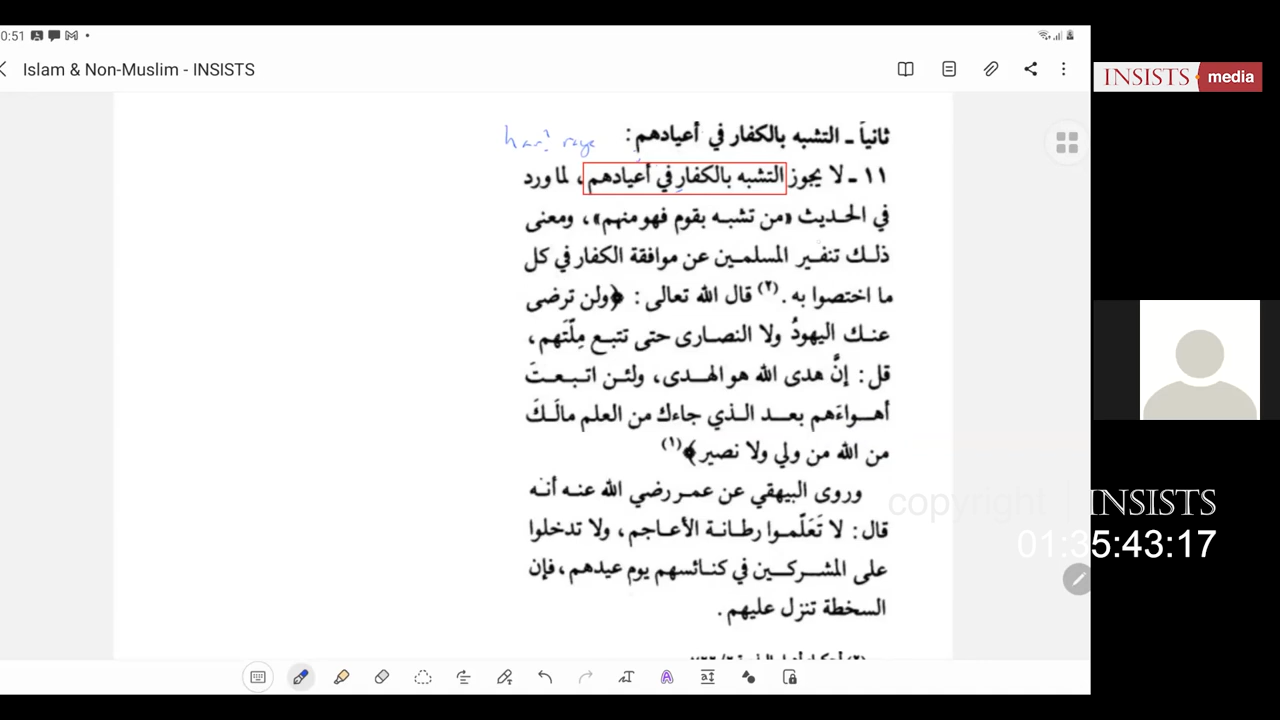 0:51
Islam & Non-Muslim - INSISTS
INSISTS media
hari raya
ثانياً ـ التشبه بالكفار في أعيادهم :
١١ ـ لا يجوز التشبه بالكفار في أعيادهم، لما ورد
في الحديث «من تشبه بقوم فهو منهم»، ومعنى
ذلك تنفير المسلمين عن موافقة الكفار في كل
ما اختصوا به. (٢) قال الله تعالى : ﴿ولن ترضى
عنك اليهودُ ولا النصارى حتى تتبع مِلّتَهم،
قل: إنَّ هدى الله هو الهدى، ولئن اتبعتَ
أهواءَهم بعد الذي جاءك من العلم مالَكَ
من الله من ولي ولا نصير﴾ (١)
وروى البيهقي عن عمر رضي الله عنه أنه
قال: لا تَعَلّموا رطانة الأعاجم، ولا تدخلوا
على المشركين في كنائسهم يوم عيدهم، فإن
السخطة تنزل عليهم .
copyright | INSISTS
01:35:43:17